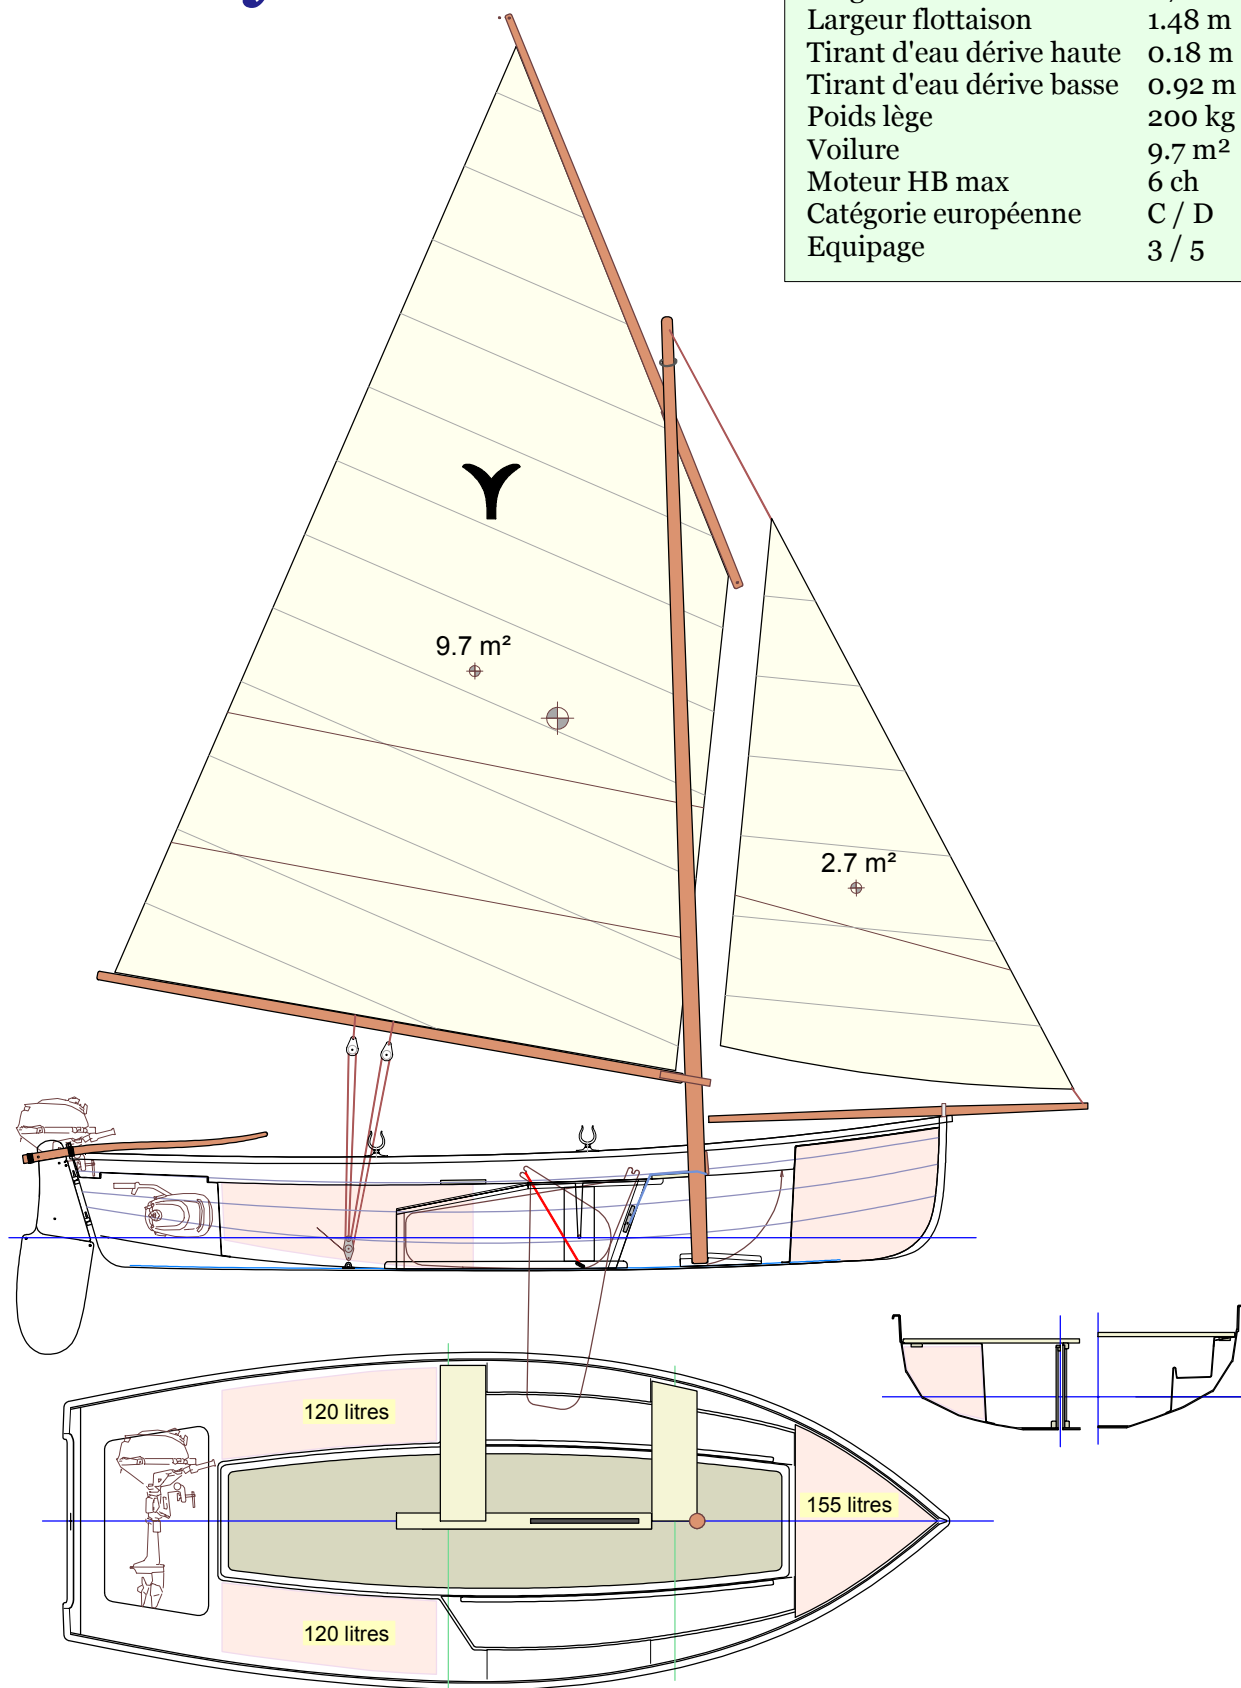 Largeur flottaison 1.48 m
Tirant d'eau dérive haute 0.18 m
Tirant d'eau dérive basse 0.92 m
Poids lège 200 kg
Voilure 9.7 m²
Moteur HB max 6 ch
Catégorie européenne C / D
Equipage 3 / 5
9.7 m²
2.7 m²
120 litres
155 litres
120 litres